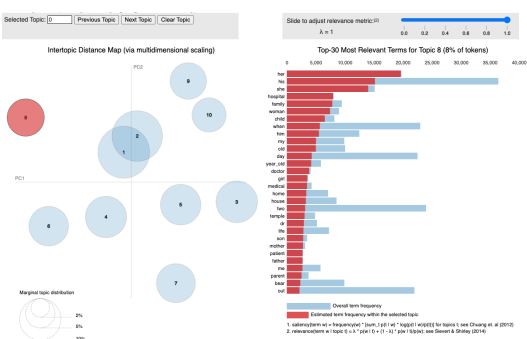 Selected Topic: 0
Previous Topic
Next Topic
Clear Topic
Slide to adjust relevance metric:(2)
λ = 1
0.0 0.2 0.4 0.6 0.8 1.0
Intertopic Distance Map (via multidimensional scaling)
PC2
PC1
9
10
8
2
1
5
3
4
6
7
Marginal topic distribution
2%
5%
10%
Top-30 Most Relevant Terms for Topic 8 (8% of tokens)
0 5,000 10,000 15,000 20,000 25,000 30,000 35,000 40,000
her
his
she
hospital
family
woman
child
when
him
my
old
day
year_old
doctor
girl
medical
home
house
two
temple
dr
life
son
mother
patient
father
me
parent
bear
out
Overall term frequency
Estimated term frequency within the selected topic
1. saliency(term w) = frequency(w) * [sum_t p(t | w) * log(p(t | w)/p(t))] for topics t; see Chuang et. al (2012)
2. relevance(term w | topic t) = λ * p(w | t) + (1 - λ) * p(w | t)/p(w); see Sievert & Shirley (2014)